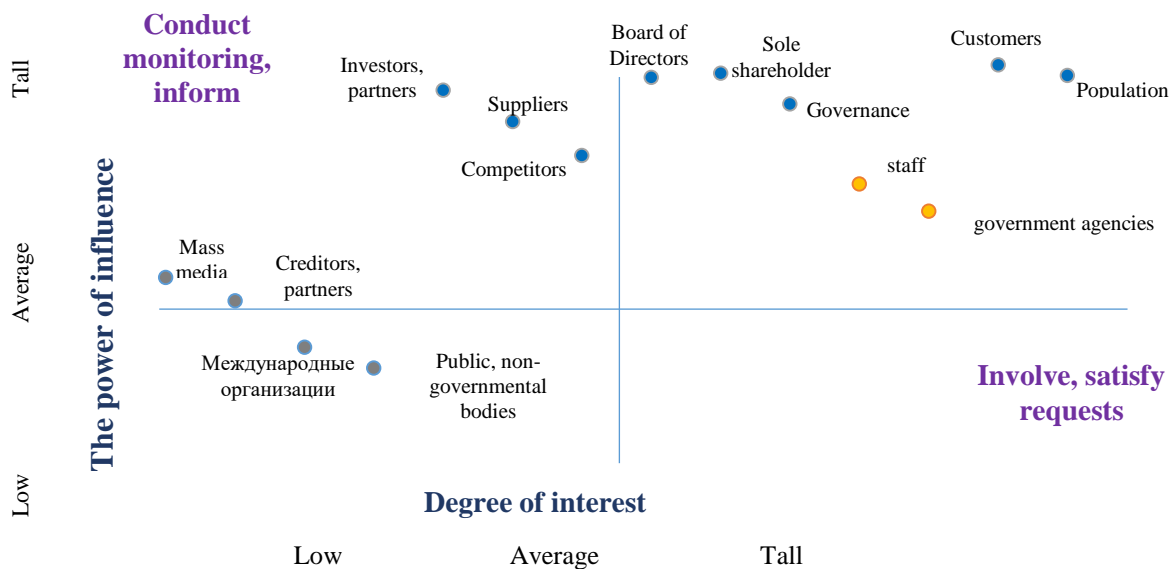 Conduct
monitoring,
inform
Tall
Investors,
partners
Suppliers
Competitors
Board of
Directors
Sole
shareholder
Governance
Customers
Population
staff
government agencies
The power of influence
Average
Mass
media
Creditors,
partners
Международные
организации
Public, non-
governmental
bodies
Involve, satisfy
requests
Low
Degree of interest
Low
Average
Tall